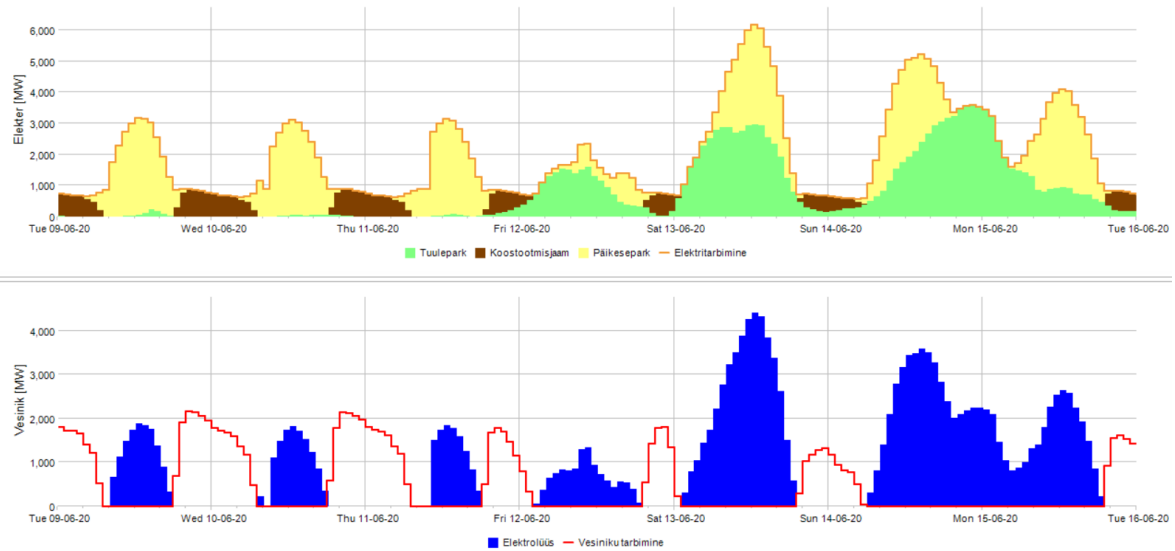 Elekter [MW]
6,000
5,000
4,000
3,000
2,000
1,000
0
Tue 09-06-20 Wed 10-06-20 Thu 11-06-20 Fri 12-06-20 Sat 13-06-20 Sun 14-06-20 Mon 15-06-20 Tue 16-06-20
Tuulepark Koostootmisjaam Päikesepark Elektritarbimine
Vesinik [MW]
4,000
3,000
2,000
1,000
0
Tue 09-06-20 Wed 10-06-20 Thu 11-06-20 Fri 12-06-20 Sat 13-06-20 Sun 14-06-20 Mon 15-06-20 Tue 16-06-20
Elektrolüüs Vesiniku tarbimine